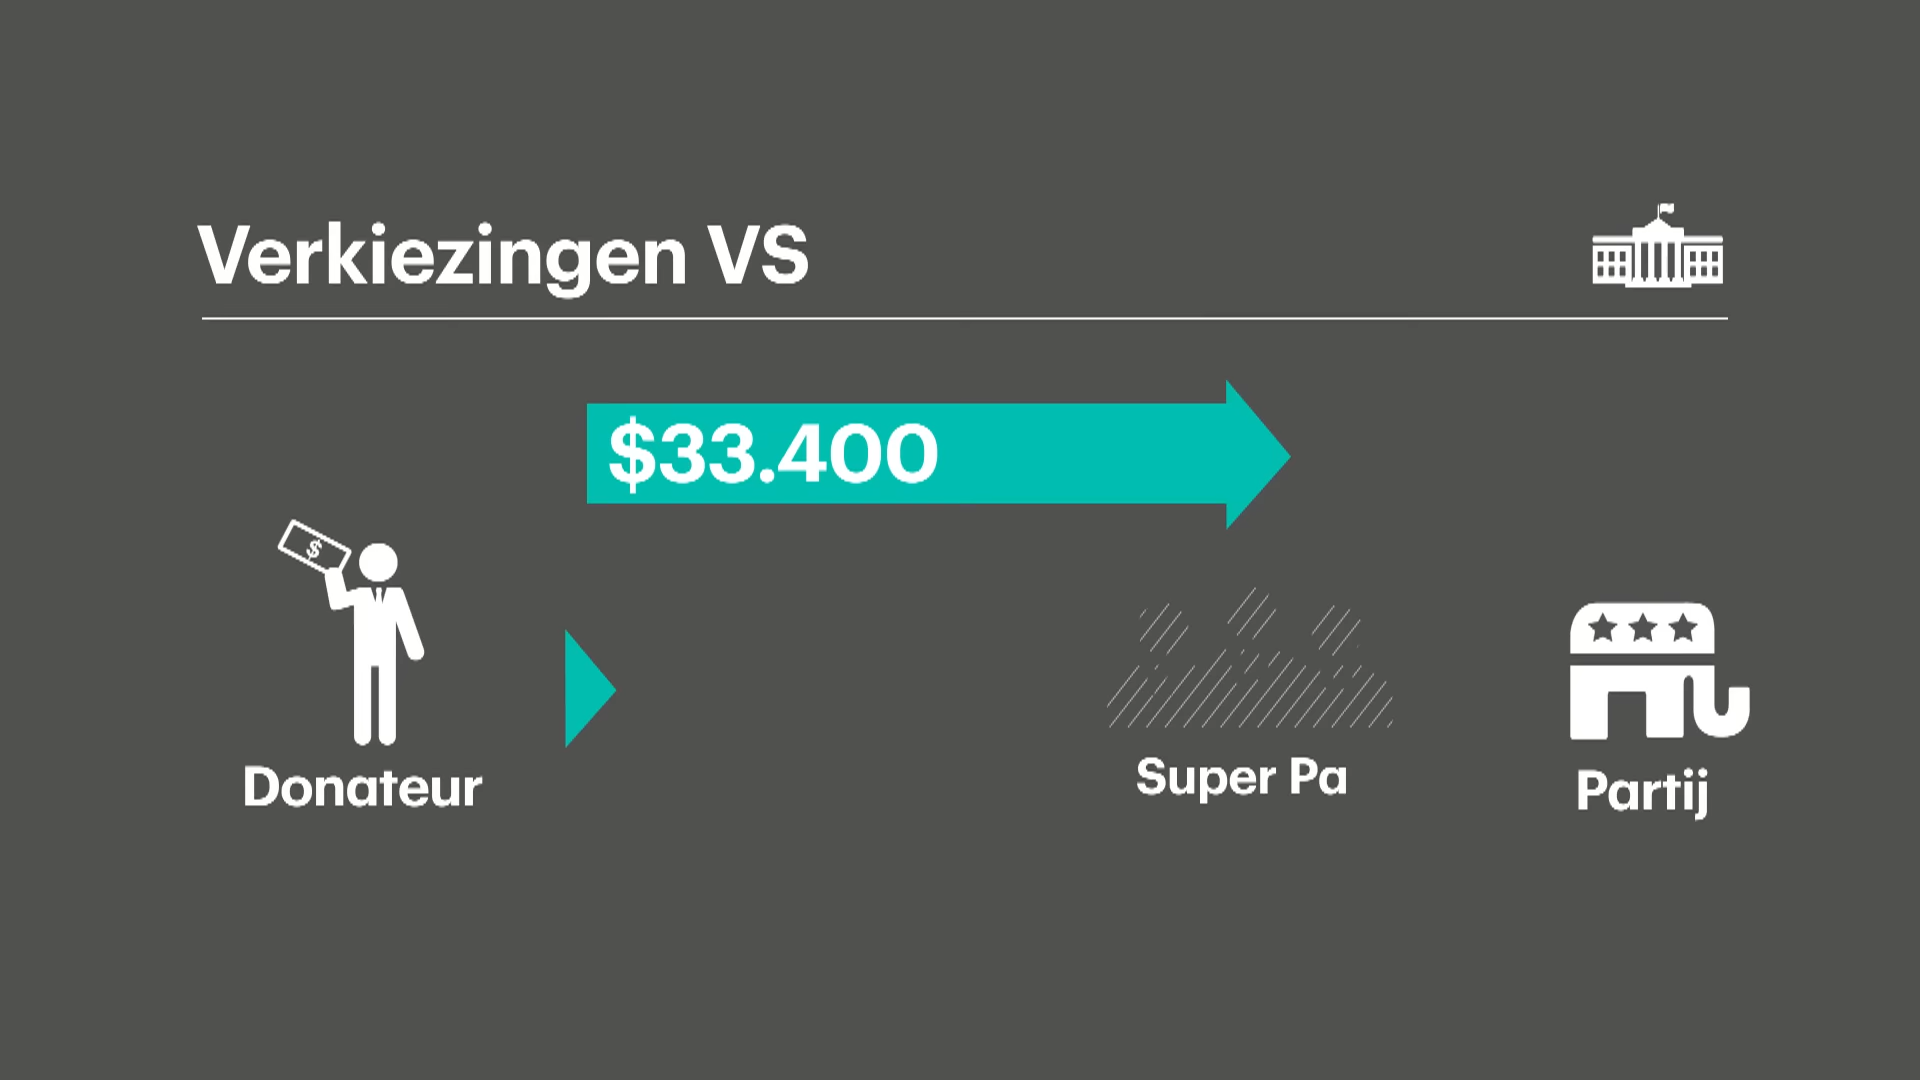 Verkiezingen VS
$33.400
$
Donateur
Super Pa
Partij